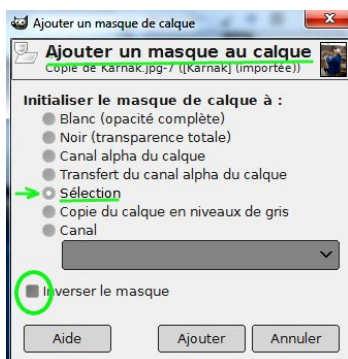 Ajouter un masque de calque
Ajouter un masque au calque
Copie de Karnak.jpg-7 ([Karnak] (importée))
Initialiser le masque de calque à :
Blanc (opacité complète)
Noir (transparence totale)
Canal alpha du calque
Transfert du canal alpha du calque
Sélection
Copie du calque en niveaux de gris
Canal
Inverser le masque
Aide
Ajouter
Annuler